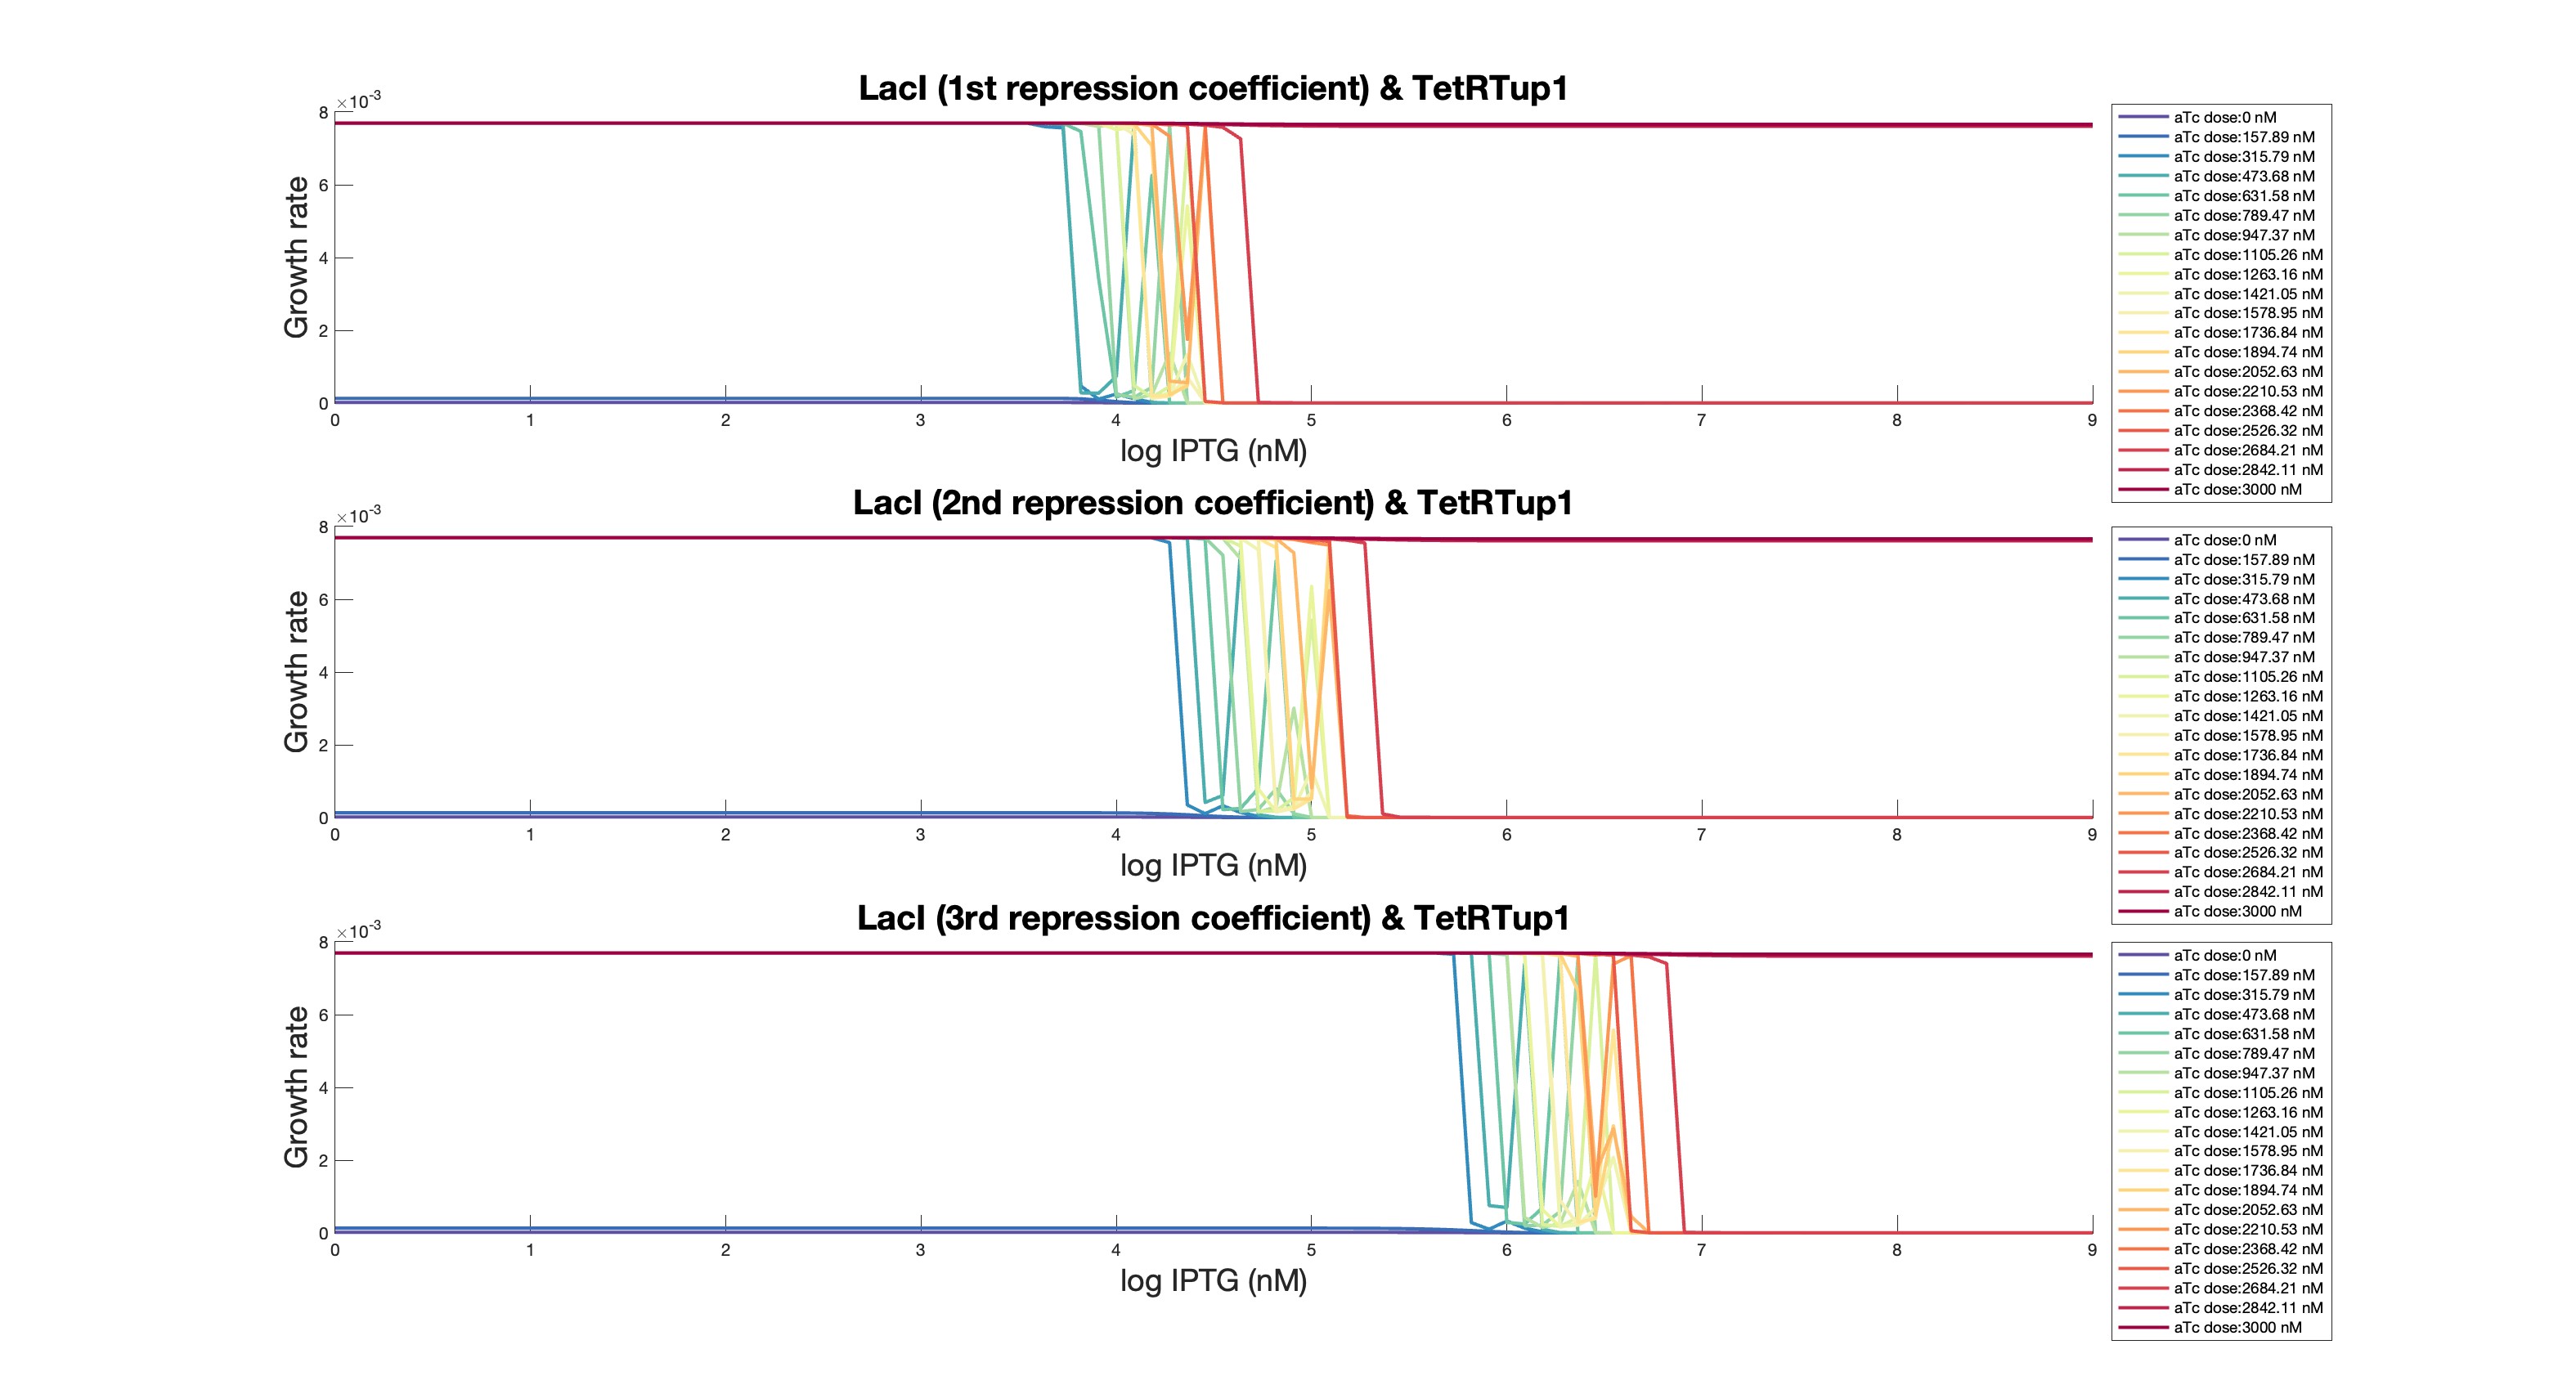 LacI (1st repression coefficient) & TetRTup1
×10-3
8
6
4
2
0
Growth rate
0 1 2 3 4 5 6 7 8 9
log IPTG (nM)
aTc dose:0 nM
aTc dose:157.89 nM
aTc dose:315.79 nM
aTc dose:473.68 nM
aTc dose:631.58 nM
aTc dose:789.47 nM
aTc dose:947.37 nM
aTc dose:1105.26 nM
aTc dose:1263.16 nM
aTc dose:1421.05 nM
aTc dose:1578.95 nM
aTc dose:1736.84 nM
aTc dose:1894.74 nM
aTc dose:2052.63 nM
aTc dose:2210.53 nM
aTc dose:2368.42 nM
aTc dose:2526.32 nM
aTc dose:2684.21 nM
aTc dose:2842.11 nM
aTc dose:3000 nM
LacI (2nd repression coefficient) & TetRTup1
×10-3
8
6
4
2
0
Growth rate
0 1 2 3 4 5 6 7 8 9
log IPTG (nM)
aTc dose:0 nM
aTc dose:157.89 nM
aTc dose:315.79 nM
aTc dose:473.68 nM
aTc dose:631.58 nM
aTc dose:789.47 nM
aTc dose:947.37 nM
aTc dose:1105.26 nM
aTc dose:1263.16 nM
aTc dose:1421.05 nM
aTc dose:1578.95 nM
aTc dose:1736.84 nM
aTc dose:1894.74 nM
aTc dose:2052.63 nM
aTc dose:2210.53 nM
aTc dose:2368.42 nM
aTc dose:2526.32 nM
aTc dose:2684.21 nM
aTc dose:2842.11 nM
aTc dose:3000 nM
LacI (3rd repression coefficient) & TetRTup1
×10-3
8
6
4
2
0
Growth rate
0 1 2 3 4 5 6 7 8 9
log IPTG (nM)
aTc dose:0 nM
aTc dose:157.89 nM
aTc dose:315.79 nM
aTc dose:473.68 nM
aTc dose:631.58 nM
aTc dose:789.47 nM
aTc dose:947.37 nM
aTc dose:1105.26 nM
aTc dose:1263.16 nM
aTc dose:1421.05 nM
aTc dose:1578.95 nM
aTc dose:1736.84 nM
aTc dose:1894.74 nM
aTc dose:2052.63 nM
aTc dose:2210.53 nM
aTc dose:2368.42 nM
aTc dose:2526.32 nM
aTc dose:2684.21 nM
aTc dose:2842.11 nM
aTc dose:3000 nM